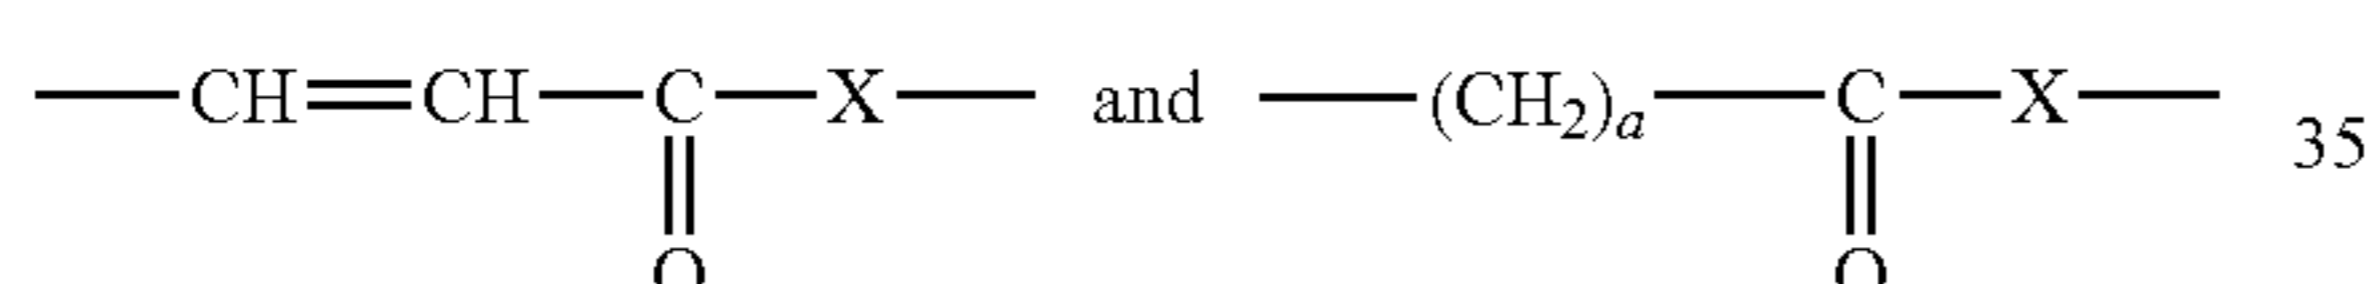 —CH=CH—C—X— and —(CH₂)ₐ—C—X— 35
O O